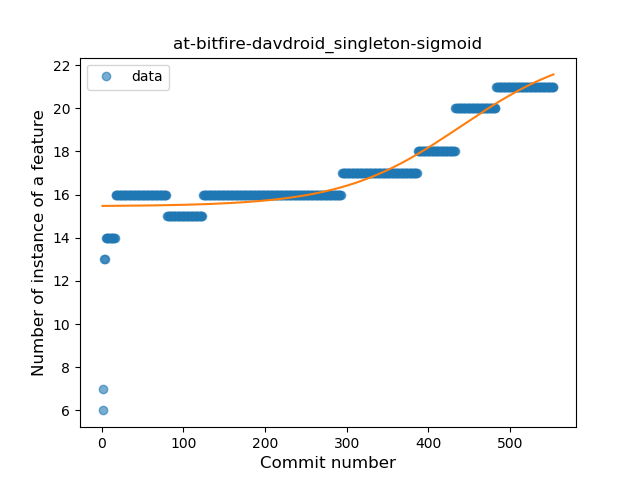 at-bitfire-davdroid_singleton-sigmoid
data
Number of instance of a feature
22
20
18
16
14
12
10
8
6
0 100 200 300 400 500
Commit number